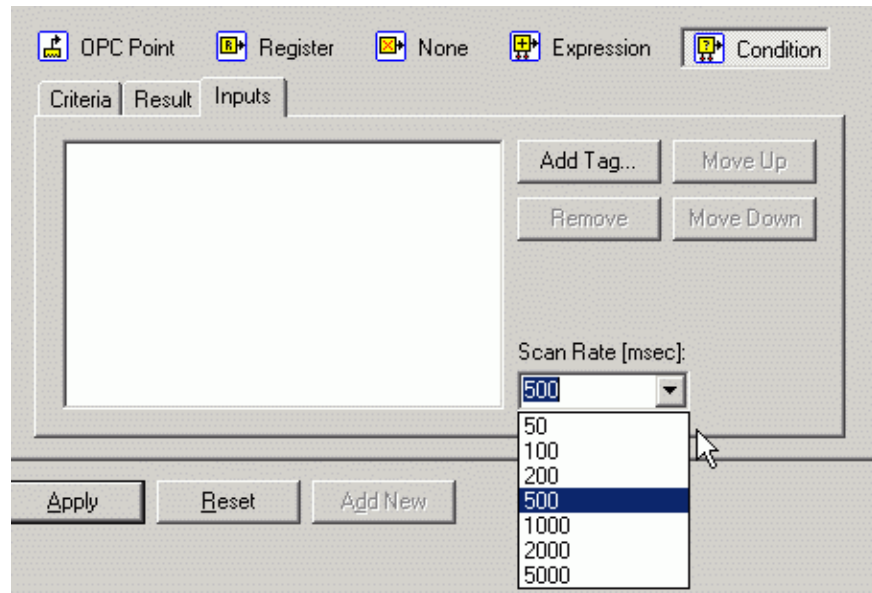 OPC Point Register None Expression Condition
Criteria Result Inputs
Add Tag... Move Up
Remove Move Down
Scan Rate [msec]:
500
50
100
200
500
1000
2000
5000
Apply Reset Add New